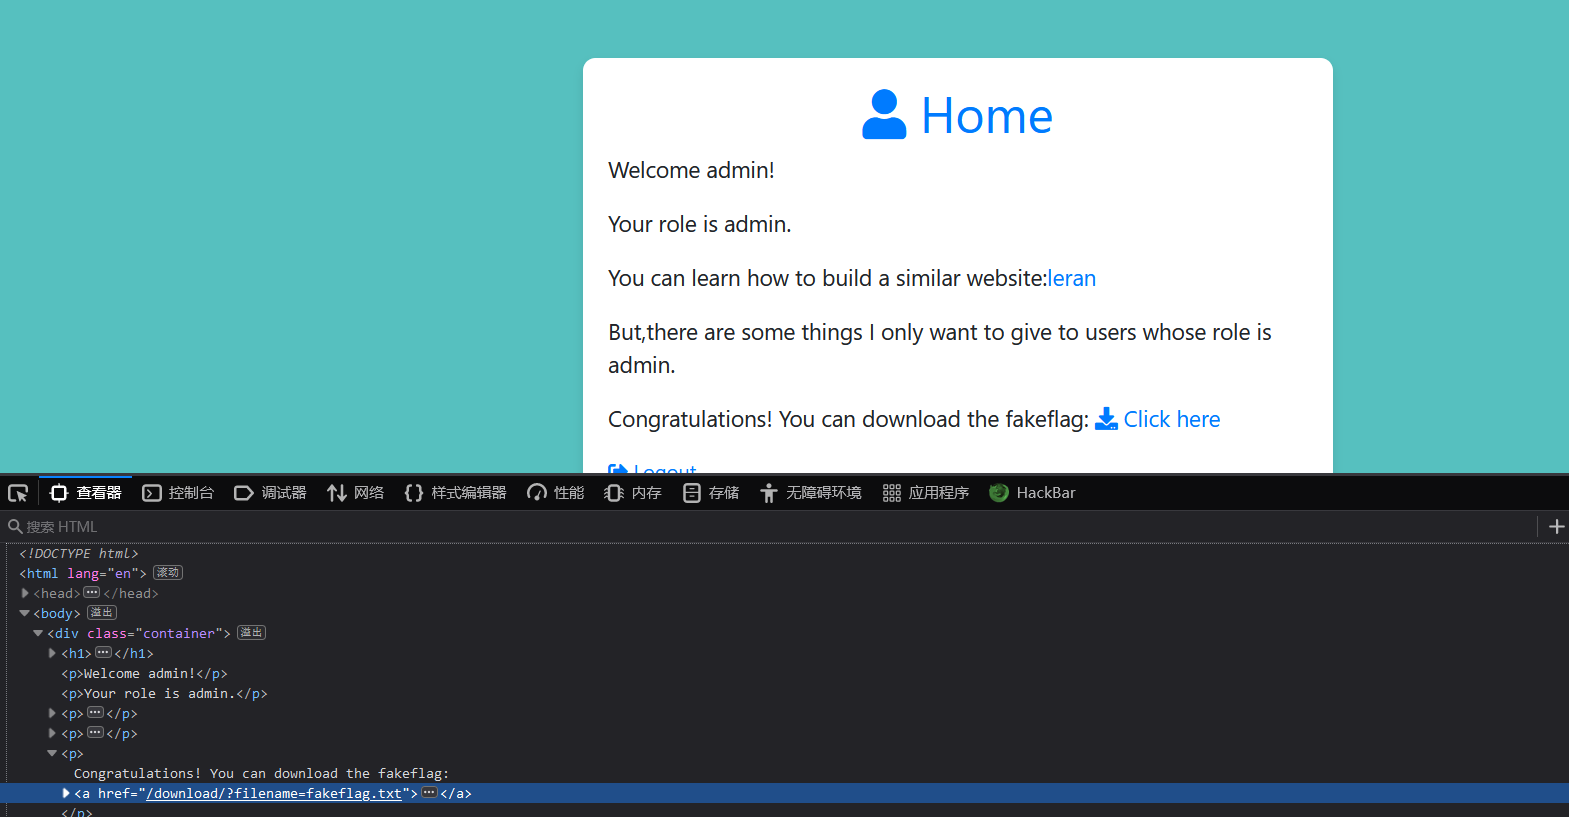 Home
Welcome admin!
Your role is admin.
You can learn how to build a similar website:leran
But,there are some things I only want to give to users whose role is
admin.
Congratulations! You can download the fakeflag: Click here
Logout
查看器 控制台 调试器 网络 {} 样式编辑器 性能 内存 存储 无障碍环境 应用程序 HackBar
搜索 HTML
<!DOCTYPE html>
<html lang="en"> 滚动
<head>···</head>
<body> 溢出
<div class="container"> 溢出
<h1>···</h1>
<p>Welcome admin!</p>
<p>Your role is admin.</p>
<p>···</p>
<p>···</p>
<p>
Congratulations! You can download the fakeflag:
<a href="/download/?filename=fakeflag.txt">···</a>
</p>